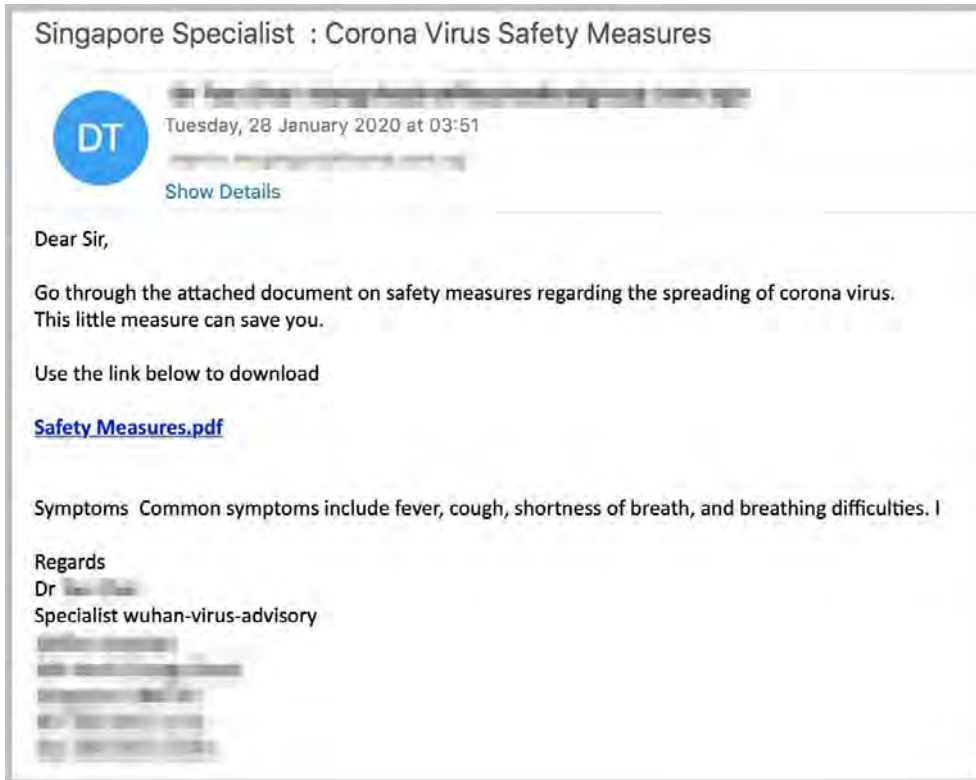 Singapore Specialist : Corona Virus Safety Measures
DT
Tuesday, 28 January 2020 at 03:51
Show Details
Dear Sir,
Go through the attached document on safety measures regarding the spreading of corona virus.
This little measure can save you.
Use the link below to download
Safety Measures.pdf
Symptoms Common symptoms include fever, cough, shortness of breath, and breathing difficulties. I
Regards
Dr
Specialist wuhan-virus-advisory